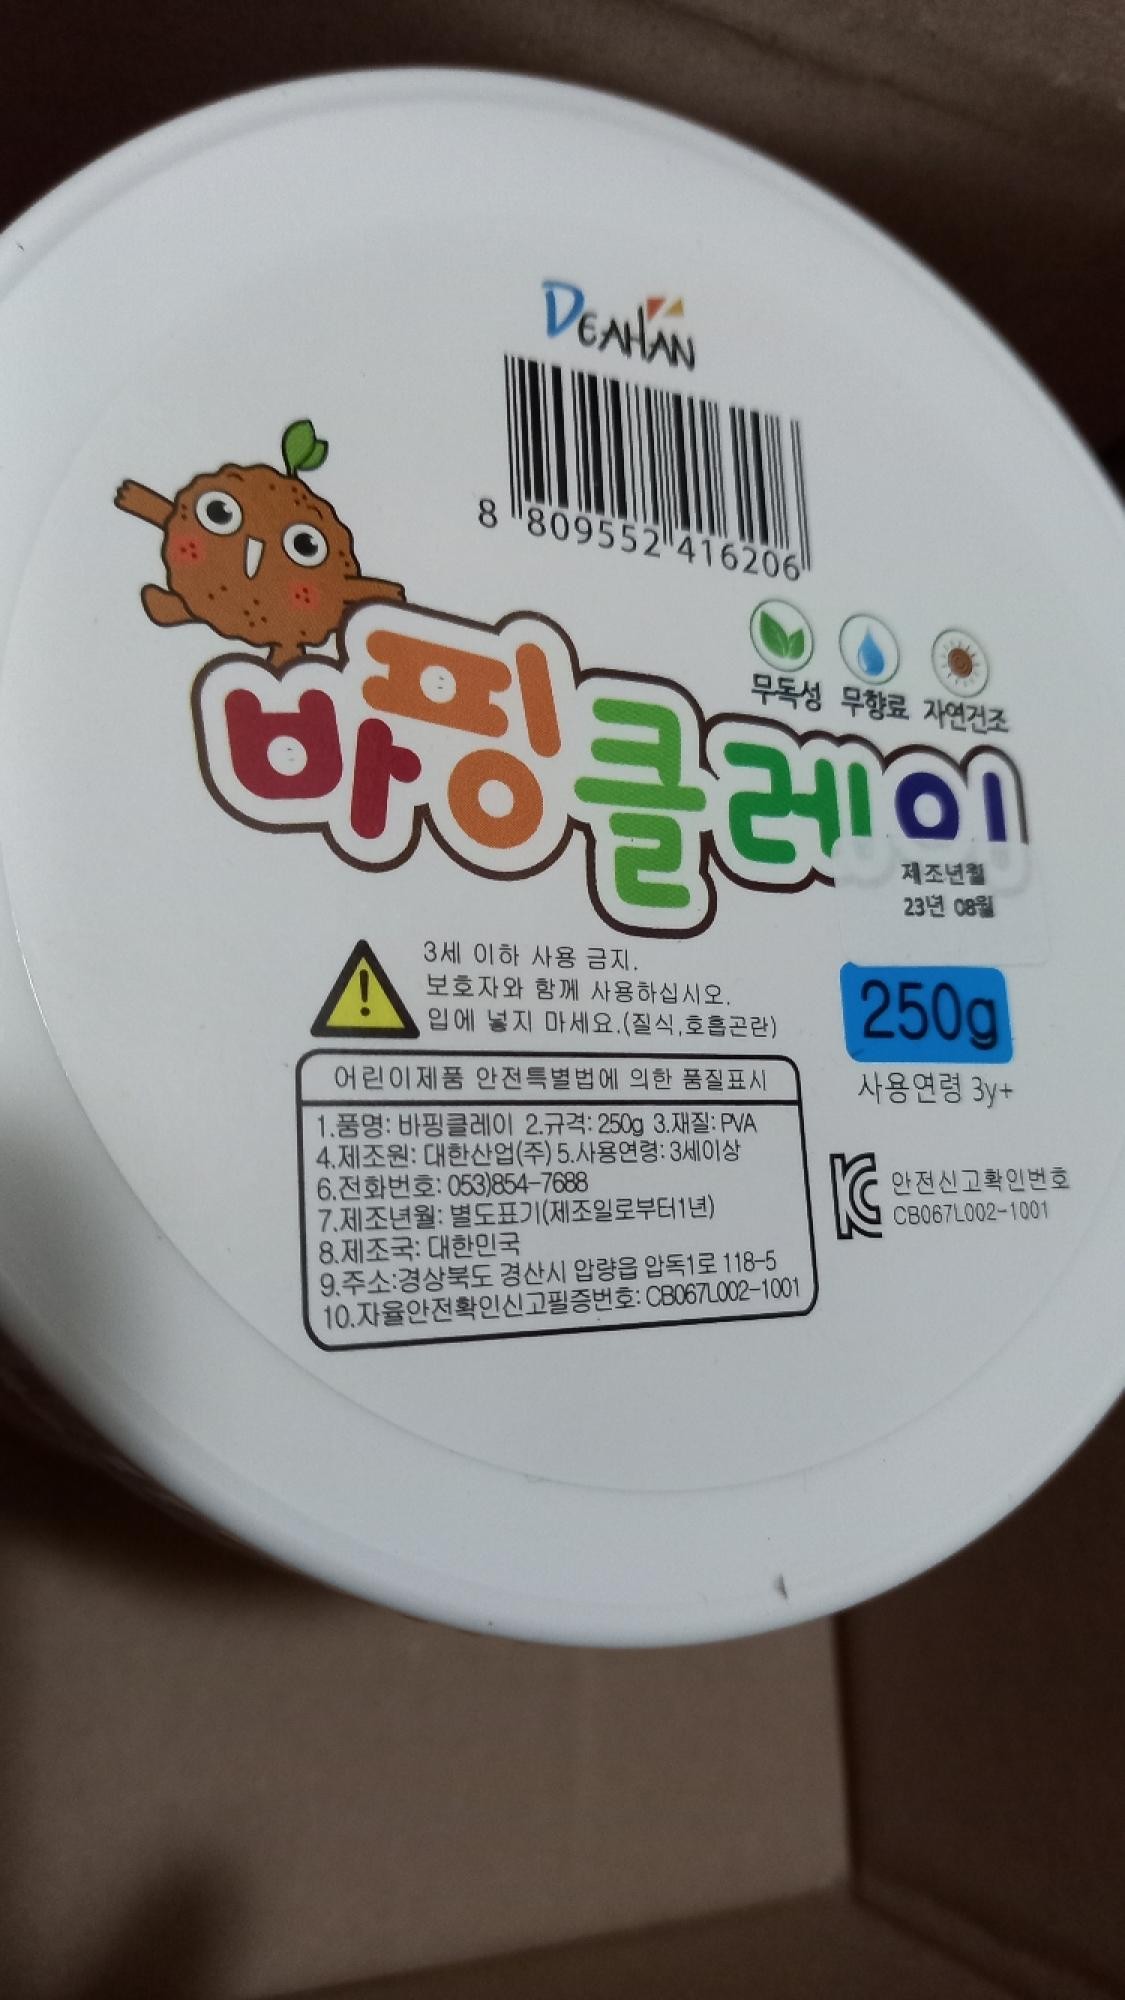 DEAHAN
8 809552 416206
무독성 무향료 자연건조
바핑클레이
제조년월
23년 08월
3세 이하 사용 금지.
보호자와 함께 사용하십시오.
입에 넣지 마세요.(질식,호흡곤란)
250g
사용연령 3y+
어린이제품 안전특별법에 의한 품질표시
1.품명: 바핑클레이 2.규격: 250g 3.재질: PVA
4.제조원: 대한산업(주) 5.사용연령: 3세이상
6.전화번호: 053)854-7688
7.제조년월: 별도표기(제조일로부터1년)
8.제조국: 대한민국
9.주소:경상북도 경산시 압량읍 압독1로 118-5
10.자율안전확인신고필증번호: CB067L002-1001
안전신고확인번호
CB067L002-1001